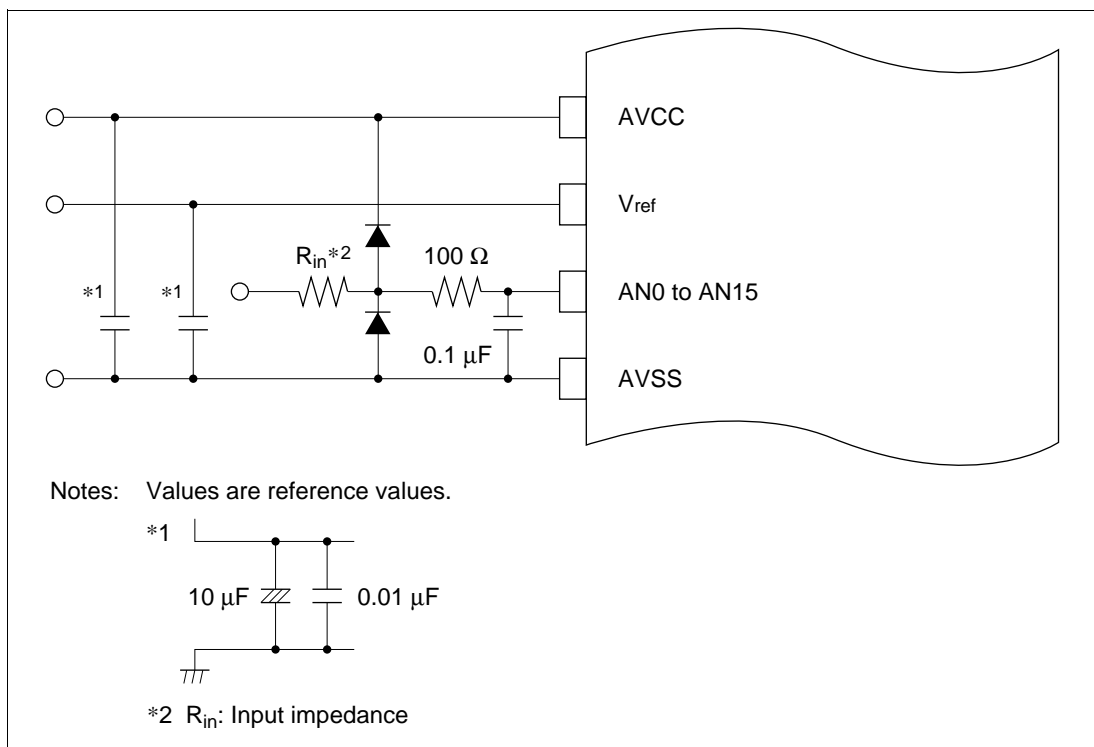 AVCC
Vref
Rin*2
100 Ω
*1
*1
AN0 to AN15
0.1 μF
AVSS
Notes: Values are reference values.
*1
10 μF
0.01 μF
*2 Rin: Input impedance